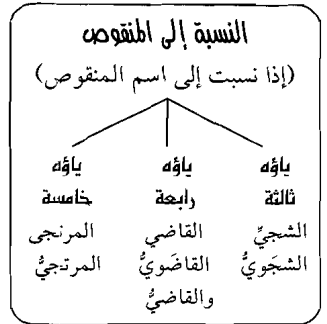 النسبة إلى المنقوص
(إذا نسبت إلى اسم المنقوص)
ياؤه ياؤه ياؤه
ثالثة رابعة خامسة
الشجيِّ القاضي المرتجى
الشجَويُّ القاضَويُّ المرتجيُّ
والقاضيُّ